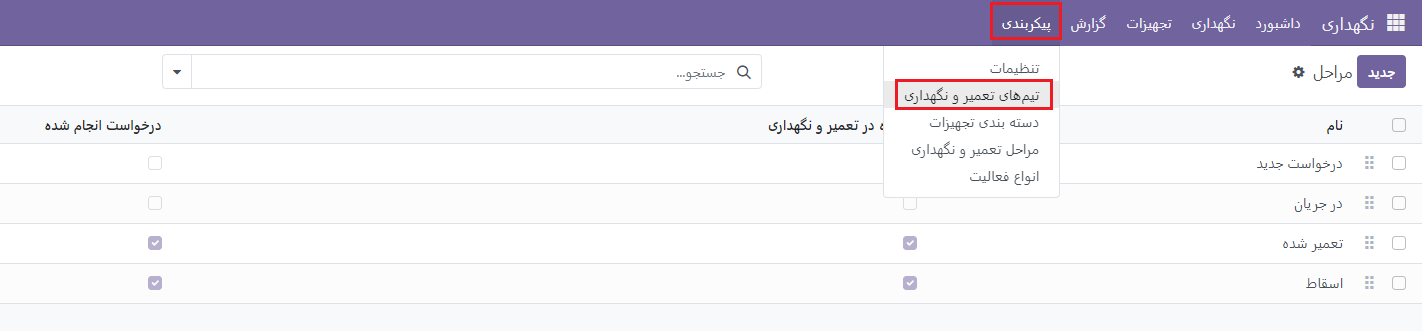 نگهداری داشبورد نگهداری تجهیزات گزارش پیکربندی
جدید مراحل
جستجو...
تنظیمات
تیم‌های تعمیر و نگهداری
دسته بندی تجهیزات
مراحل تعمیر و نگهداری
انواع فعالیت
نام ه در تعمیر و نگهداری درخواست انجام شده
درخواست جدید
در جریان
تعمیر شده
اسقاط